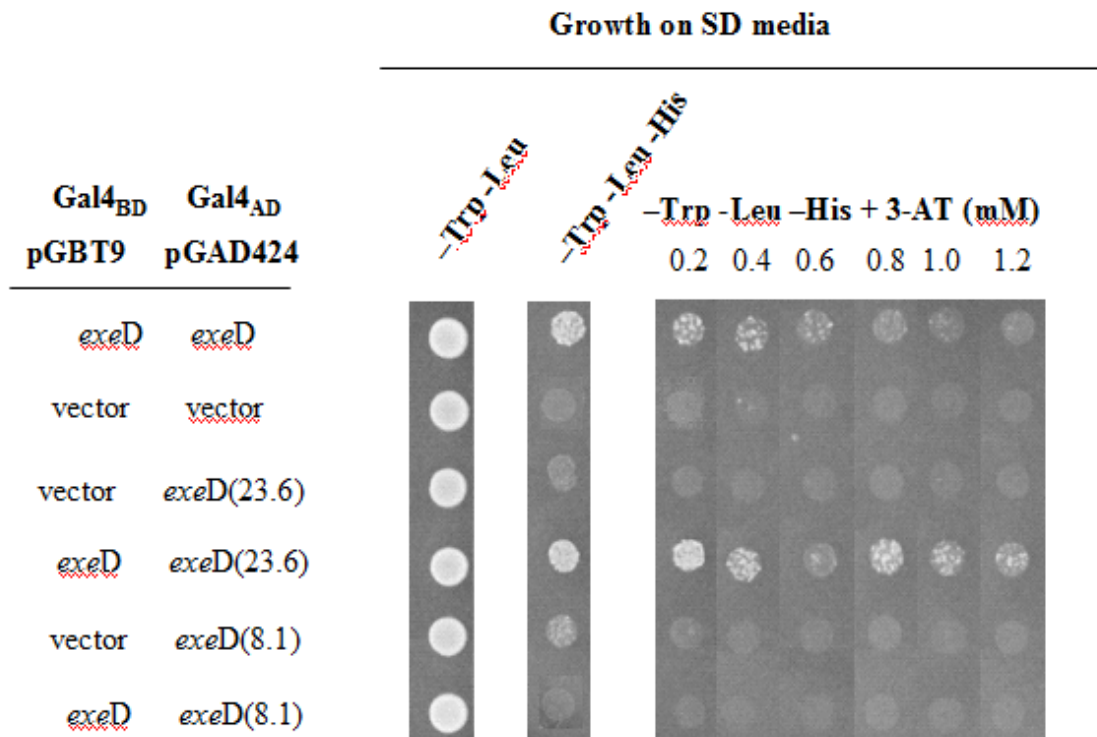 Growth on SD media
–Trp -Leu
–Trp -Leu -His
Gal4BD Gal4AD
pGBT9 pGAD424
–Trp -Leu –His + 3-AT (mM)
0.2 0.4 0.6 0.8 1.0 1.2
exeD exeD
vector vector
vector exeD(23.6)
exeD exeD(23.6)
vector exeD(8.1)
exeD exeD(8.1)